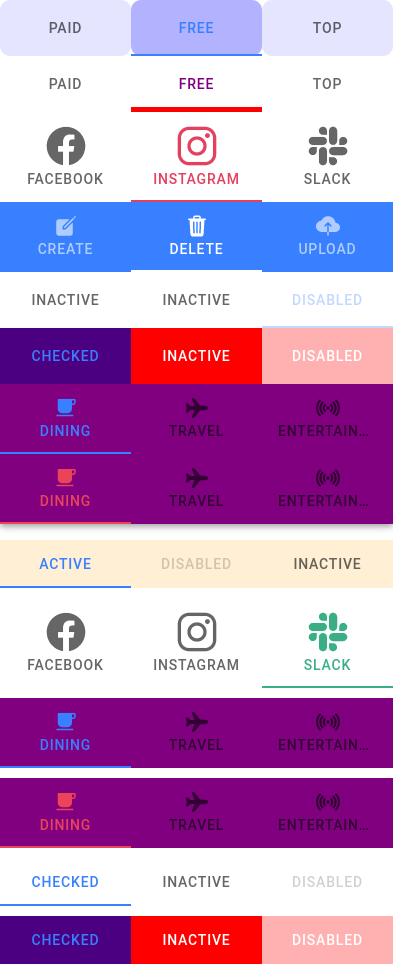 PAID FREE TOP
PAID FREE TOP
FACEBOOK INSTAGRAM SLACK
CREATE DELETE UPLOAD
INACTIVE INACTIVE DISABLED
CHECKED INACTIVE DISABLED
DINING TRAVEL ENTERTAIN…
DINING TRAVEL ENTERTAIN…
ACTIVE DISABLED INACTIVE
FACEBOOK INSTAGRAM SLACK
DINING TRAVEL ENTERTAIN…
DINING TRAVEL ENTERTAIN…
CHECKED INACTIVE DISABLED
CHECKED INACTIVE DISABLED